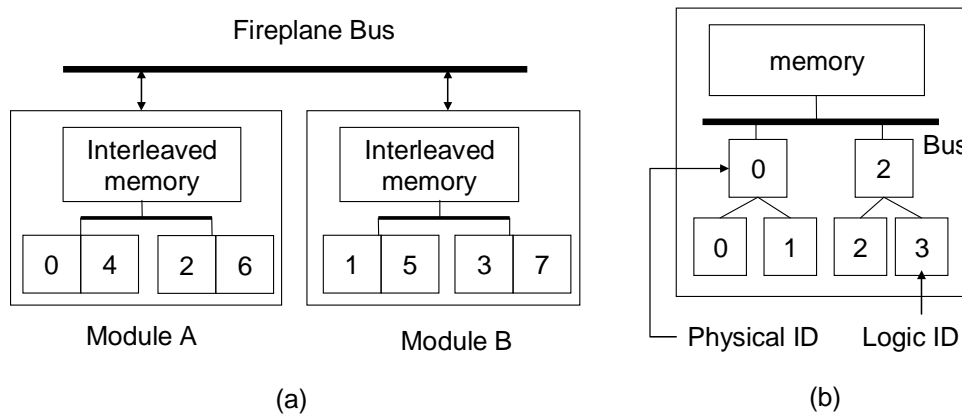 Fireplane Bus
Interleaved
memory
0 4 2 6
Module A
Interleaved
memory
1 5 3 7
Module B
(a)
memory
Bus
0 2
0 1 2 3
Physical ID Logic ID
(b)